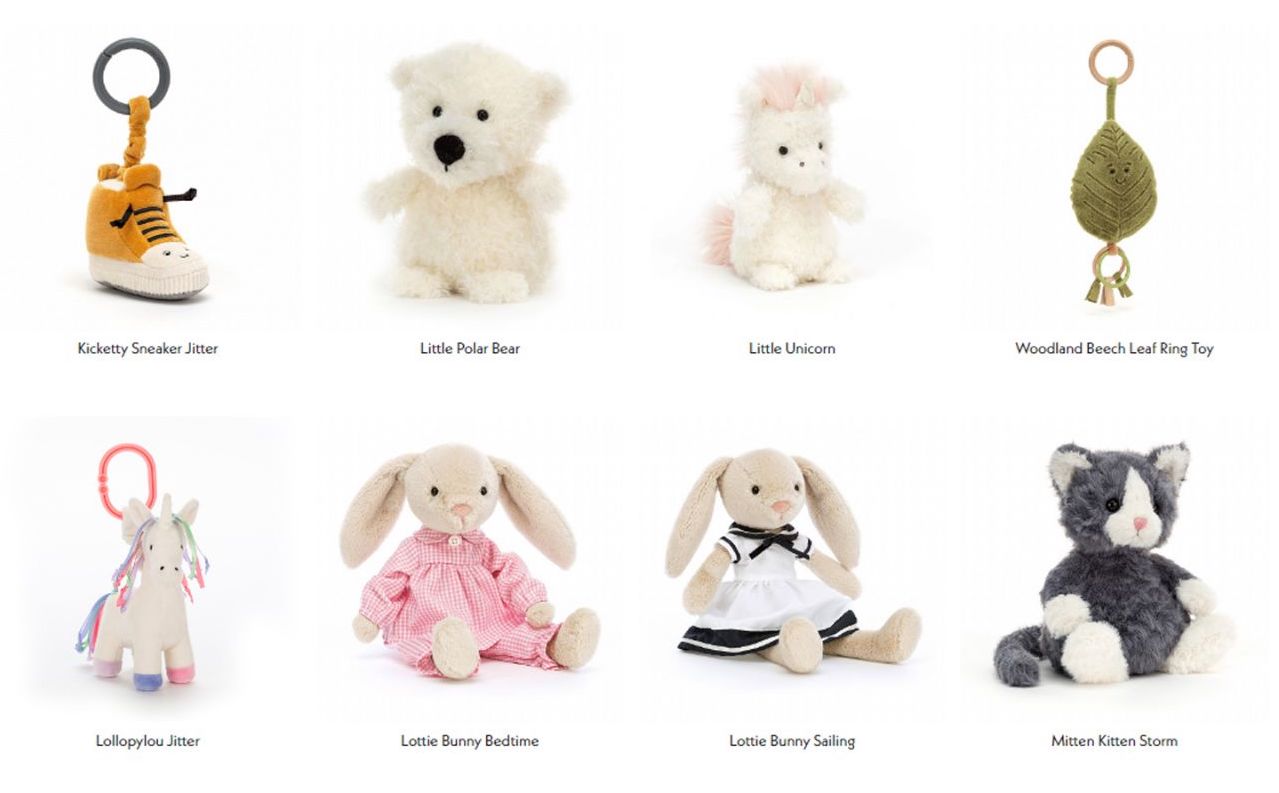 Kicketty Sneaker Jitter
Little Polar Bear
Little Unicorn
Woodland Beech Leaf Ring Toy
Lollopylou Jitter
Lottie Bunny Bedtime
Lottie Bunny Sailing
Mitten Kitten Storm